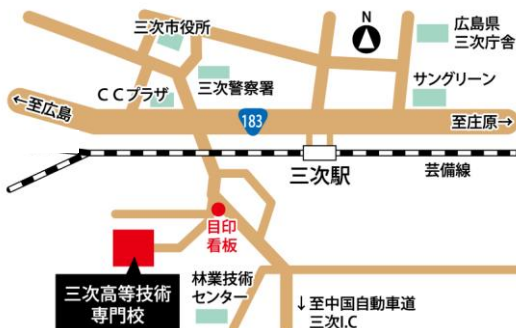 三次市役所
N
広島県
三次庁舎
三次警察署
サングリーン
CCプラザ
←至広島
183
至庄原→
三次駅
芸備線
目印
看板
三次高等技術
専門校
林業技術
センター
↓至中国自動車道
三次I.C